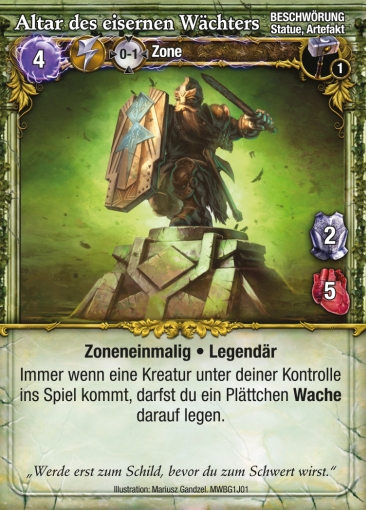 Altar des eisernen Wächters
BESCHWÖRUNG
Statue, Artefakt
4
0-1 Zone
1
2
5
Zoneneinmalig • Legendär
Immer wenn eine Kreatur unter deiner Kontrolle
ins Spiel kommt, darfst du ein Plättchen Wache
darauf legen.
„Werde erst zum Schild, bevor du zum Schwert wirst.“
Illustration: Mariusz Gandzel. MWBG1J01